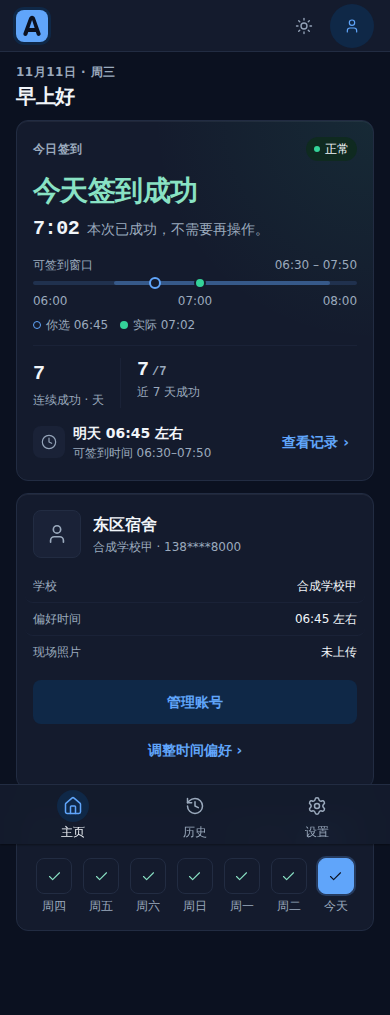 A
11月11日 · 周三
早上好
今日签到
正常
今天签到成功
7:02 本次已成功，不需要再操作。
可签到窗口 06:30 – 07:50
06:00 07:00 08:00
你选 06:45 实际 07:02
7
连续成功 · 天
7 /7
近 7 天成功
明天 06:45 左右
可签到时间 06:30–07:50
查看记录 ›
东区宿舍
合成学校甲 · 138****8000
学校 合成学校甲
偏好时间 06:45 左右
现场照片 未上传
管理账号
调整时间偏好 ›
主页 历史 设置
周四 周五 周六 周日 周一 周二 今天